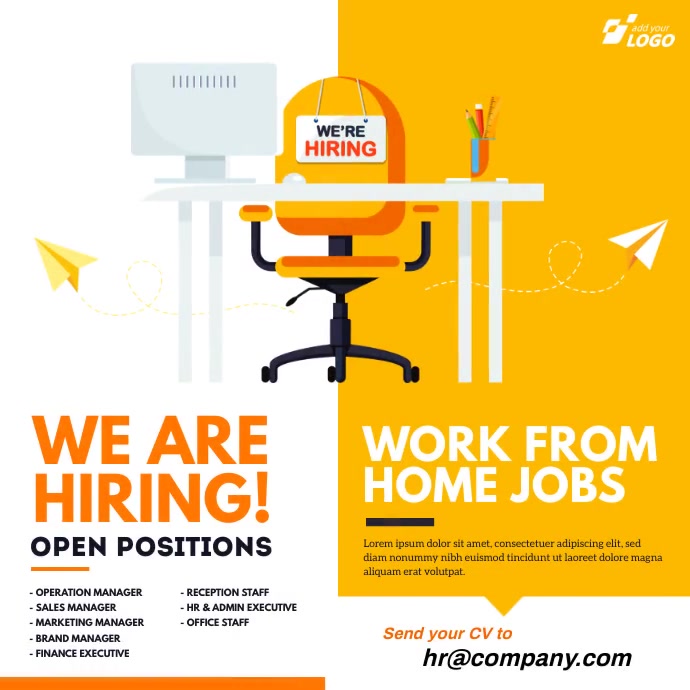 add your
LOGO
WE'RE
HIRING
WE ARE
HIRING!
OPEN POSITIONS
- OPERATION MANAGER
- SALES MANAGER
- MARKETING MANAGER
- BRAND MANAGER
- FINANCE EXECUTIVE
- RECEPTION STAFF
- HR & ADMIN EXECUTIVE
- OFFICE STAFF
WORK FROM
HOME JOBS
Lorem ipsum dolor sit amet, consectetuer adipiscing elit, sed
diam nonummy nibh euismod tincidunt ut laoreet dolore magna
aliquam erat volutpat.
Send your CV to
hr@company.com